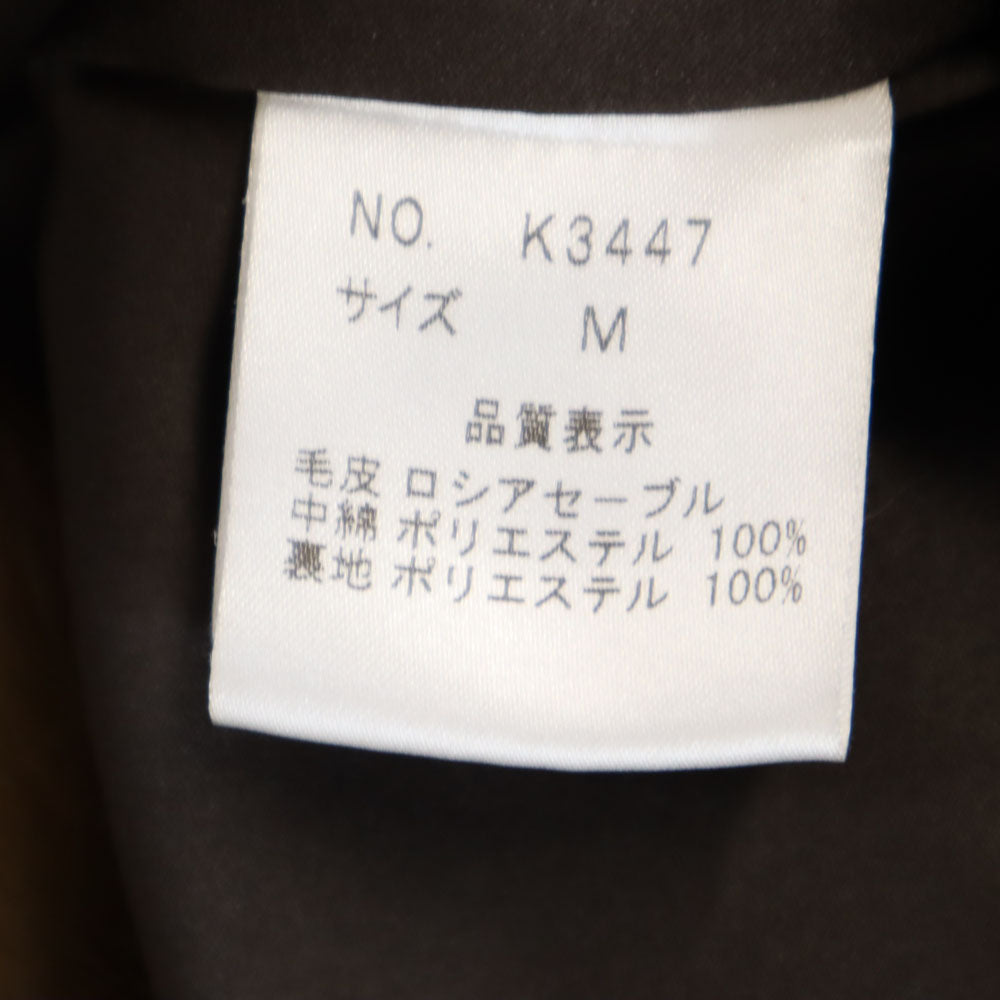 NO. K3447
サイズ M
品質表示
毛皮 ロシアセーブル
中綿 ポリエステル 100%
裏地 ポリエステル 100%